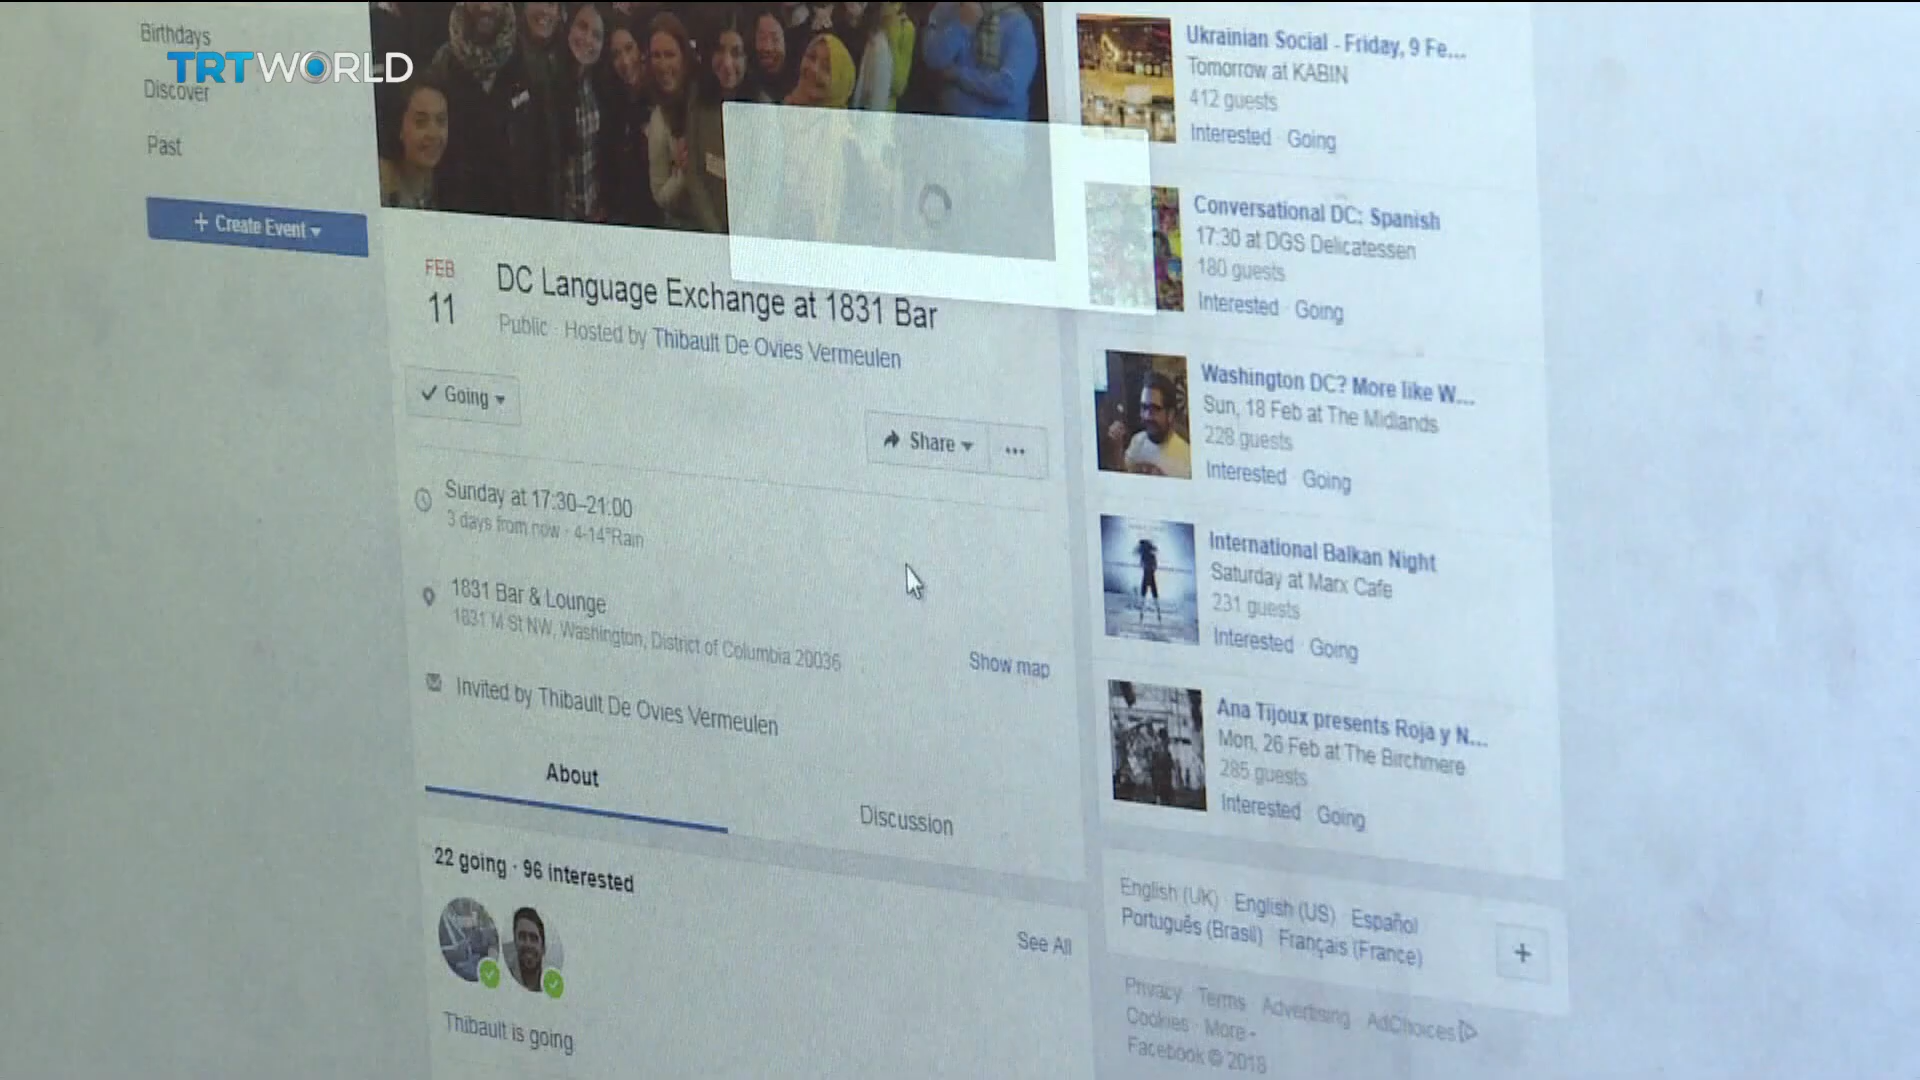 TRT WORLD
Birthdays
Discover
Past
+ Create Event
FEB
11
DC Language Exchange at 1831 Bar
Public · Hosted by Thibault De Ovies Vermeulen
Going
Share
Sunday at 17:30–21:00
3 days from now · 4-14° Rain
1831 Bar & Lounge
1831 M St NW, Washington, District of Columbia 20036
Show map
Invited by Thibault De Ovies Vermeulen
About
Discussion
22 going · 96 interested
See All
Thibault is going
Ukrainian Social - Friday, 9 Fe...
Tomorrow at KABIN
412 guests
Interested · Going
Conversational DC: Spanish
17:30 at DGS Delicatessen
180 guests
Interested · Going
Washington DC? More like W...
Sun, 18 Feb at The Midlands
228 guests
Interested · Going
International Balkan Night
Saturday at Marx Cafe
231 guests
Interested · Going
Ana Tijoux presents Roja y N...
Mon, 26 Feb at The Birchmere
285 guests
Interested · Going
English (UK) · English (US) · Español
Português (Brasil) · Français (France)
+
Privacy · Terms · Advertising · AdChoices
Cookies · More
Facebook © 2018